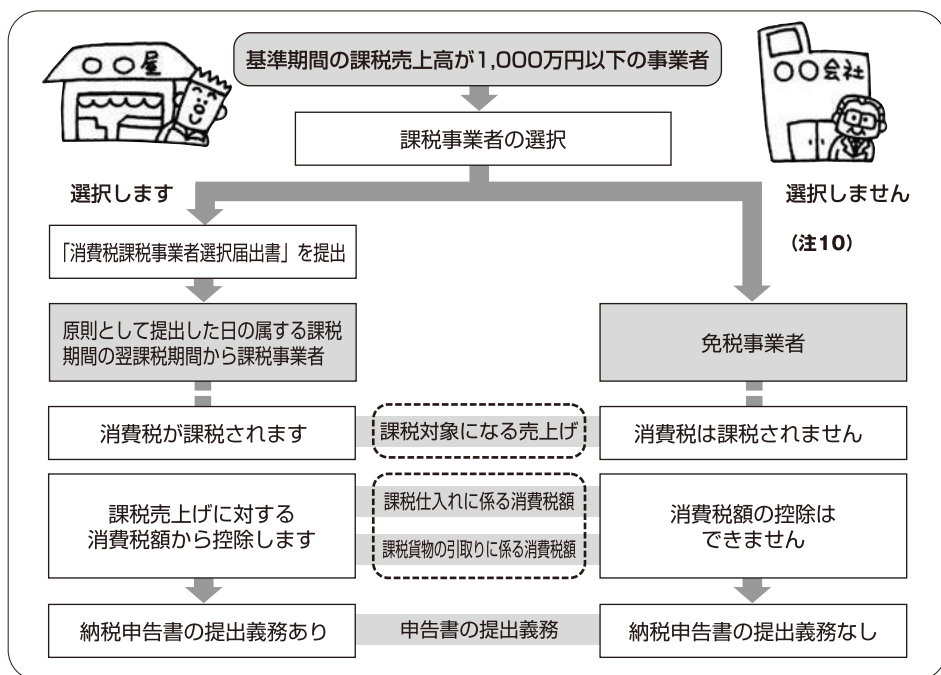 ○○屋
基準期間の課税売上高が1,000万円以下の事業者
○○会社
課税事業者の選択
選択します
選択しません
(注10)
「消費税課税事業者選択届出書」を提出
原則として提出した日の属する課税
期間の翌課税期間から課税事業者
免税事業者
消費税が課税されます
課税対象になる売上げ
消費税は課税されません
課税売上げに対する
消費税額から控除します
課税仕入れに係る消費税額
課税貨物の引取りに係る消費税額
消費税額の控除は
できません
納税申告書の提出義務あり
申告書の提出義務
納税申告書の提出義務なし